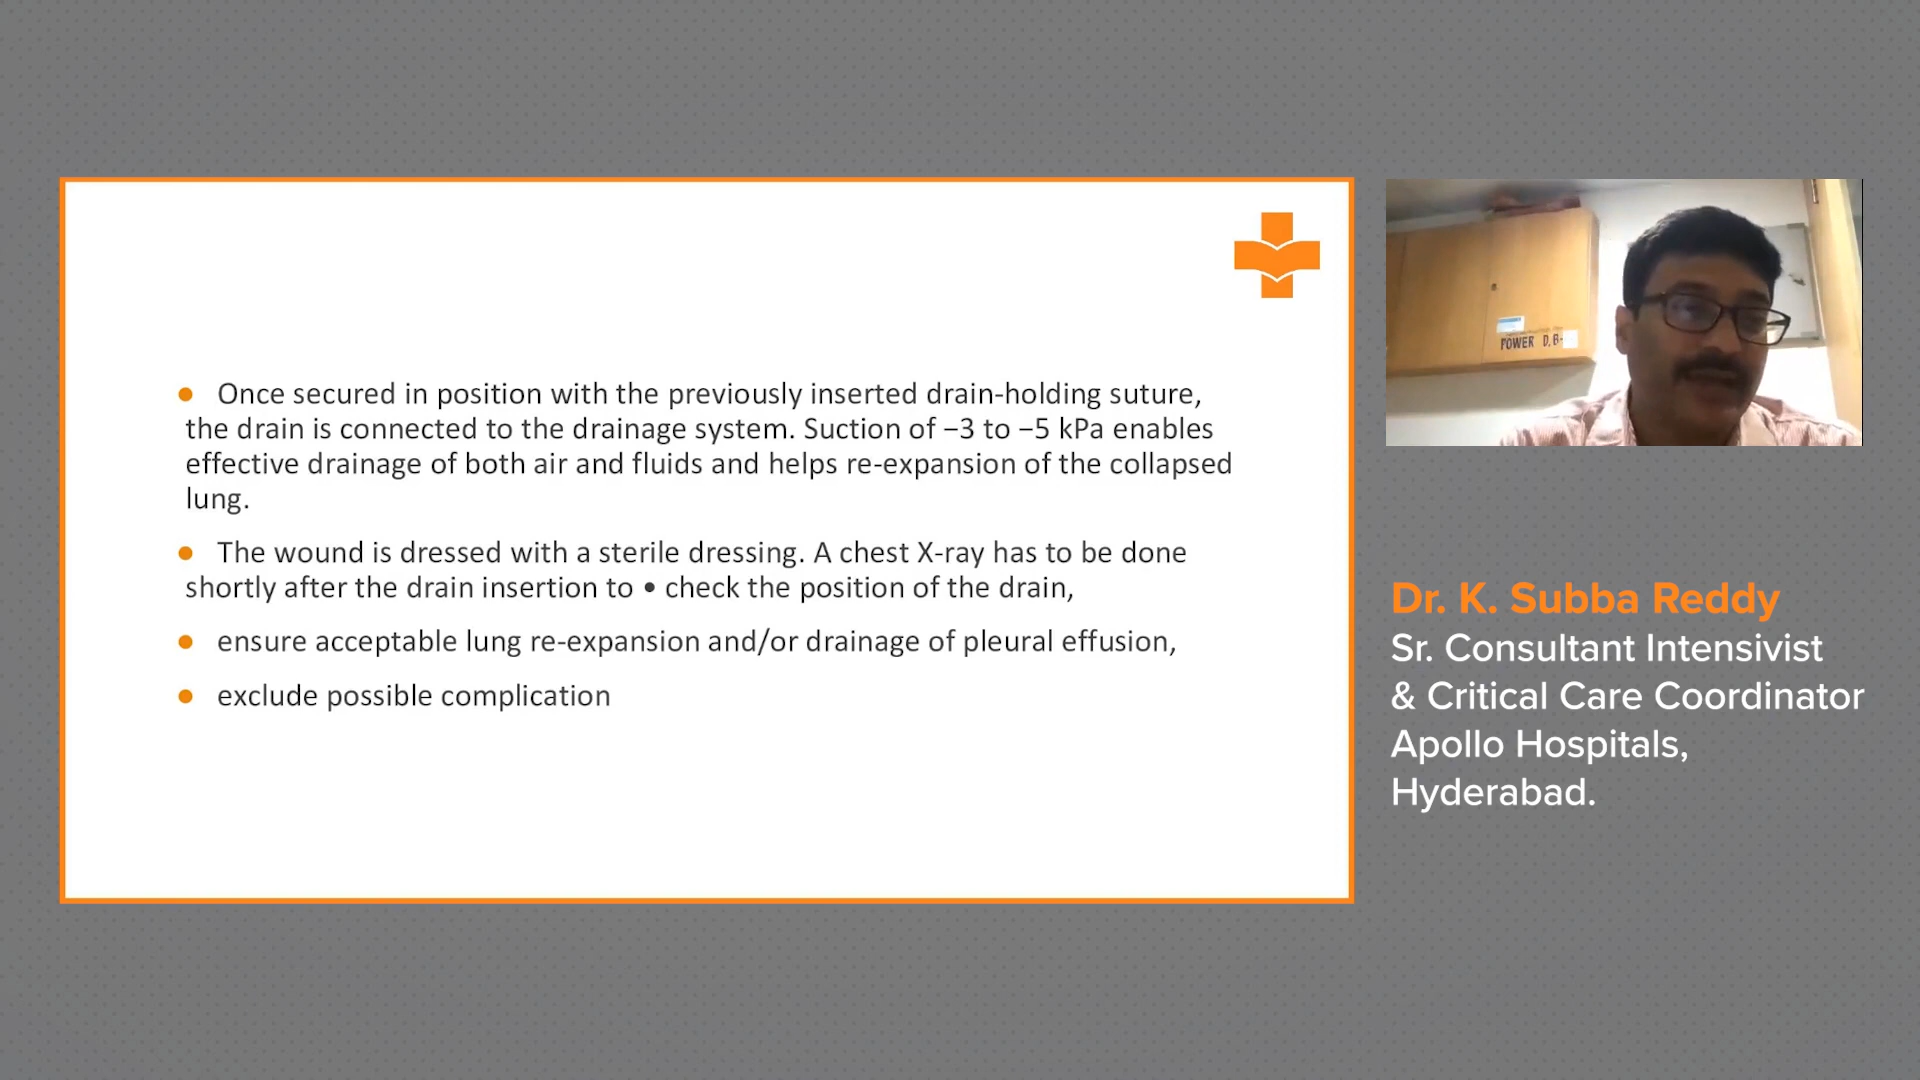 ● Once secured in position with the previously inserted drain-holding suture,
the drain is connected to the drainage system. Suction of −3 to −5 kPa enables
effective drainage of both air and fluids and helps re-expansion of the collapsed
lung.
● The wound is dressed with a sterile dressing. A chest X-ray has to be done
shortly after the drain insertion to • check the position of the drain,
● ensure acceptable lung re-expansion and/or drainage of pleural effusion,
● exclude possible complication
POWER D.B-
Dr. K. Subba Reddy
Sr. Consultant Intensivist
& Critical Care Coordinator
Apollo Hospitals,
Hyderabad.